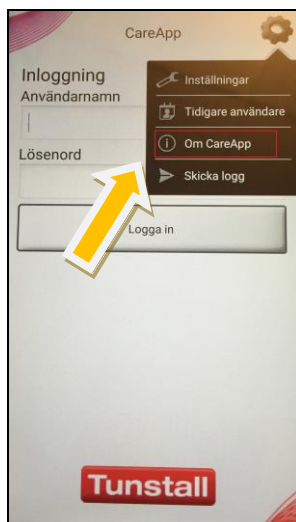 CareApp
Inloggning
Användarnamn
Lösenord
Logga in
Inställningar
Tidigare användare
Om CareApp
Skicka logg
Tunstall